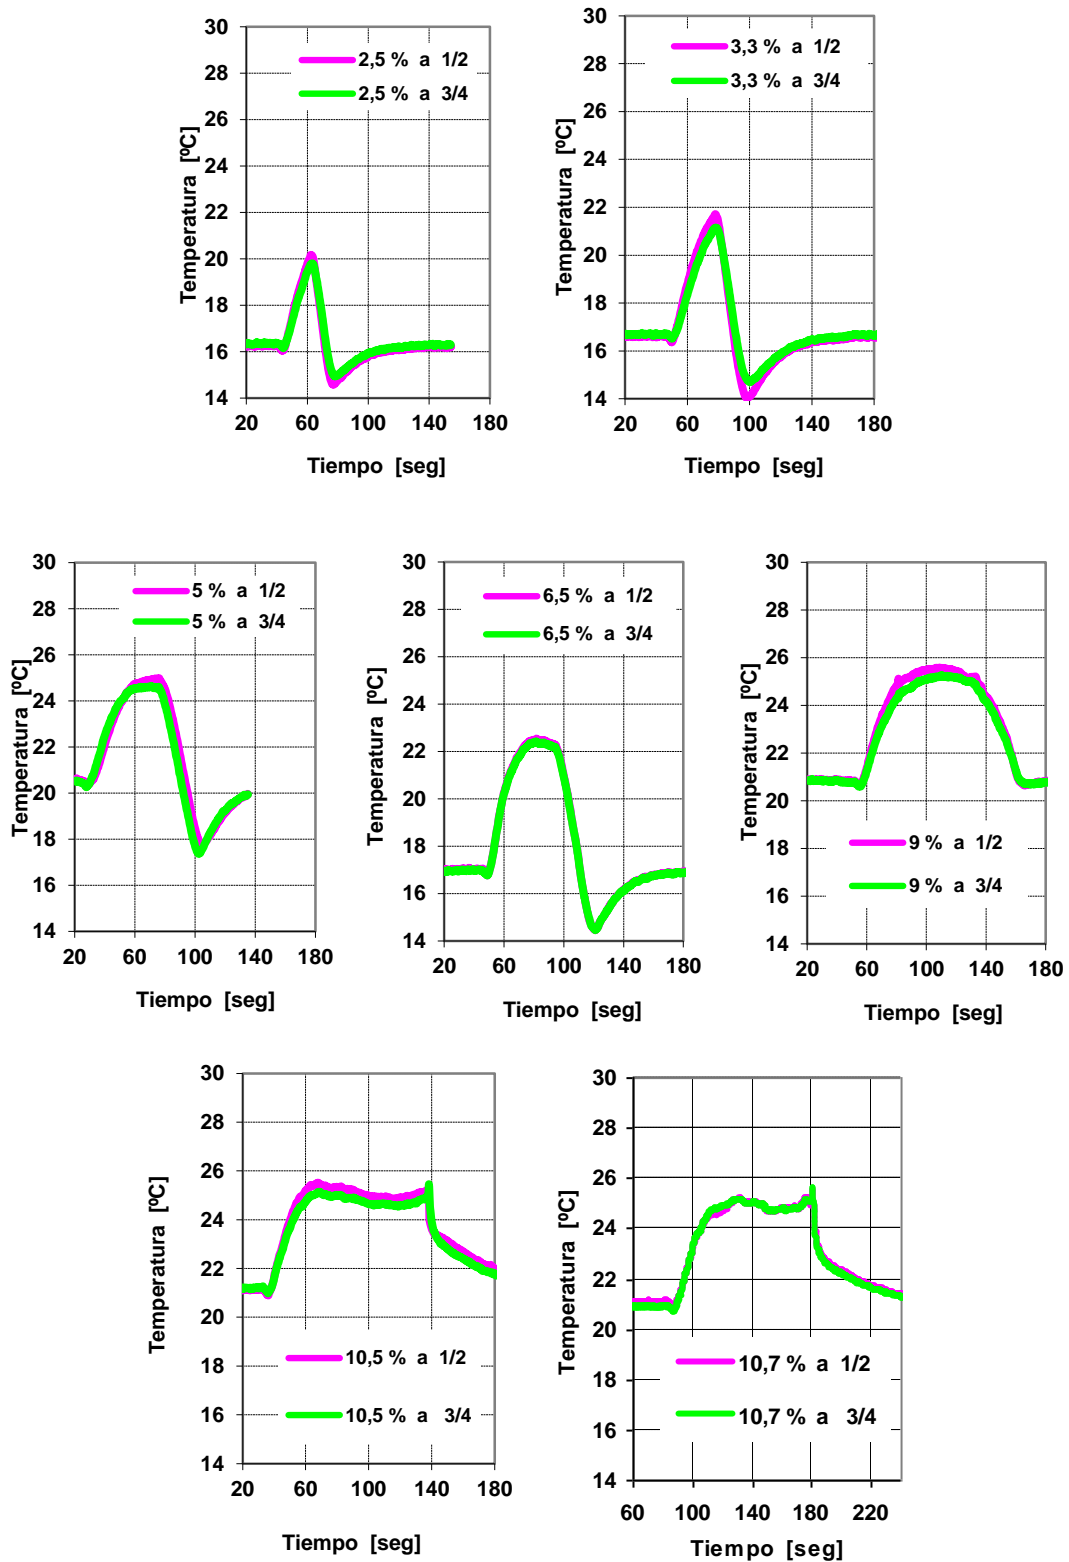 30
28
26
24
22
20
18
16
14
Temperatura [ºC]
2,5 % a 1/2
2,5 % a 3/4
20 60 100 140 180
Tiempo [seg]
30
28
26
24
22
20
18
16
14
Temperatura [ºC]
3,3 % a 1/2
3,3 % a 3/4
20 60 100 140 180
Tiempo [seg]
30
28
26
24
22
20
18
16
14
Temperatura [ºC]
5 % a 1/2
5 % a 3/4
20 60 100 140 180
Tiempo [seg]
30
28
26
24
22
20
18
16
14
Temperatura [ºC]
6,5 % a 1/2
6,5 % a 3/4
20 60 100 140 180
Tiempo [seg]
30
28
26
24
22
20
18
16
14
Temperatura [ºC]
9 % a 1/2
9 % a 3/4
20 60 100 140 180
Tiempo [seg]
30
28
26
24
22
20
18
16
14
Temperatura [ºC]
10,5 % a 1/2
10,5 % a 3/4
20 60 100 140 180
Tiempo [seg]
30
28
26
24
22
20
18
16
14
Temperatura [ºC]
10,7 % a 1/2
10,7 % a 3/4
60 100 140 180 220
Tiempo [seg]